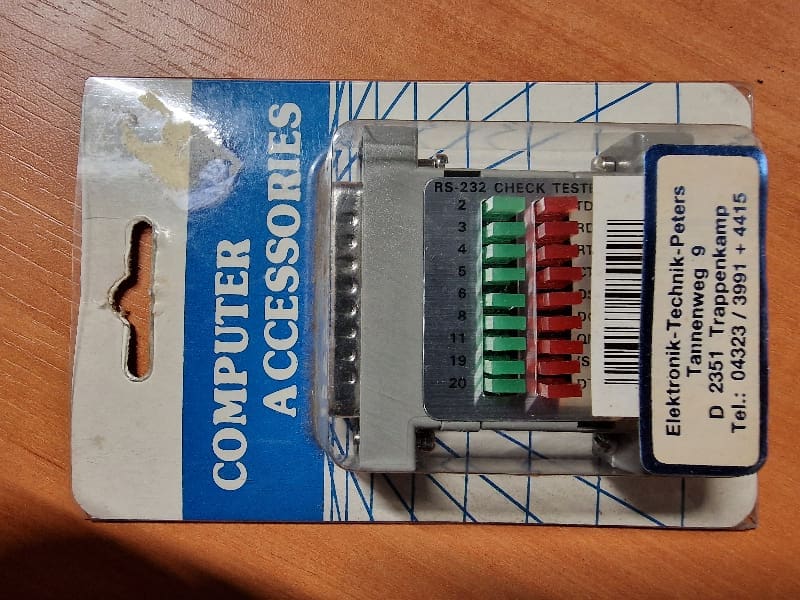 COMPUTER
ACCESSORIES
RS-232 CHECK
2
3
4
5
6
8
11
19
20
Elektronik-Technik-Peters
Tannenweg 9
D 2351 Trappenkamp
Tel.: 04323 / 3991 + 4415